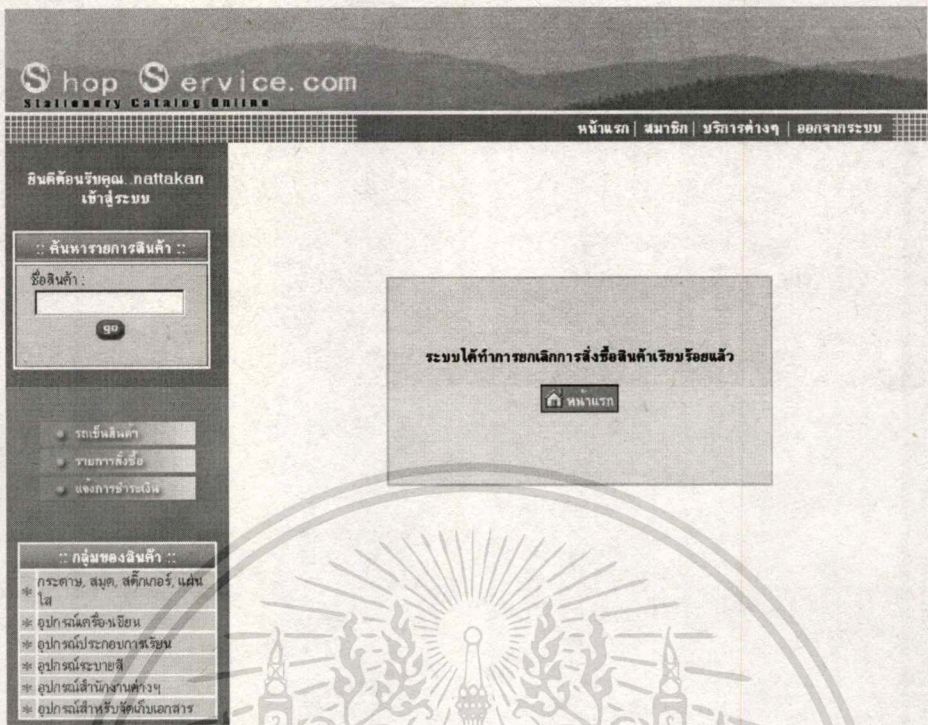 Shop Service.com
Stationery Catalog Online
หน้าแรก | สมาชิก | บริการต่างๆ | ออกจากระบบ
ยินดีต้อนรับคุณ..nattakan
เข้าสู่ระบบ
:: ค้นหารายการสินค้า ::
ชื่อสินค้า :
go
ระบบได้ทำการยกเลิกการสั่งซื้อสินค้าเรียบร้อยแล้ว
หน้าแรก
รถเข็นสินค้า
รายการสั่งซื้อ
แจ้งการชำระเงิน
:: กลุ่มของสินค้า ::
กระดาษ, สมุด, สติ๊กเกอร์, แผ่น
ใส
อุปกรณ์เครื่องเขียน
อุปกรณ์ประกอบการเรียน
อุปกรณ์ระบายสี
อุปกรณ์สำนักงานต่างๆ
อุปกรณ์สำหรับจัดเก็บเอกสาร